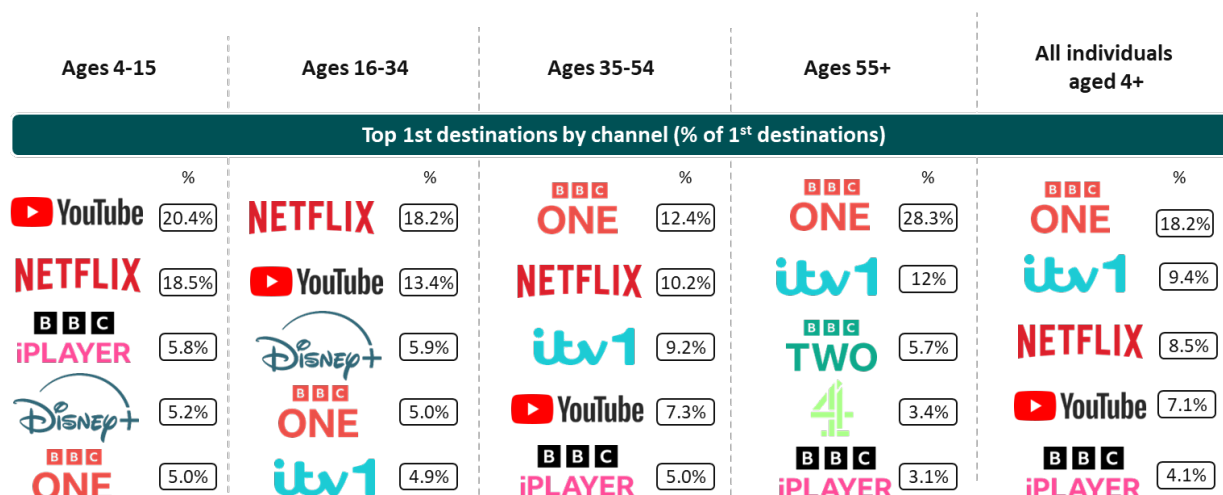 Ages 4-15
Ages 16-34
Ages 35-54
Ages 55+
All individuals
aged 4+
Top 1st destinations by channel (% of 1st destinations)
%
YouTube 20.4%
NETFLIX 18.5%
BBC
iPLAYER 5.8%
Disney+ 5.2%
BBC
ONE 5.0%
%
NETFLIX 18.2%
YouTube 13.4%
Disney+ 5.9%
BBC
ONE 5.0%
itv1 4.9%
%
BBC
ONE 12.4%
NETFLIX 10.2%
itv1 9.2%
YouTube 7.3%
BBC
iPLAYER 5.0%
%
BBC
ONE 28.3%
itv1 12%
BBC
TWO 5.7%
4 3.4%
BBC
iPLAYER 3.1%
%
BBC
ONE 18.2%
itv1 9.4%
NETFLIX 8.5%
YouTube 7.1%
BBC
iPLAYER 4.1%